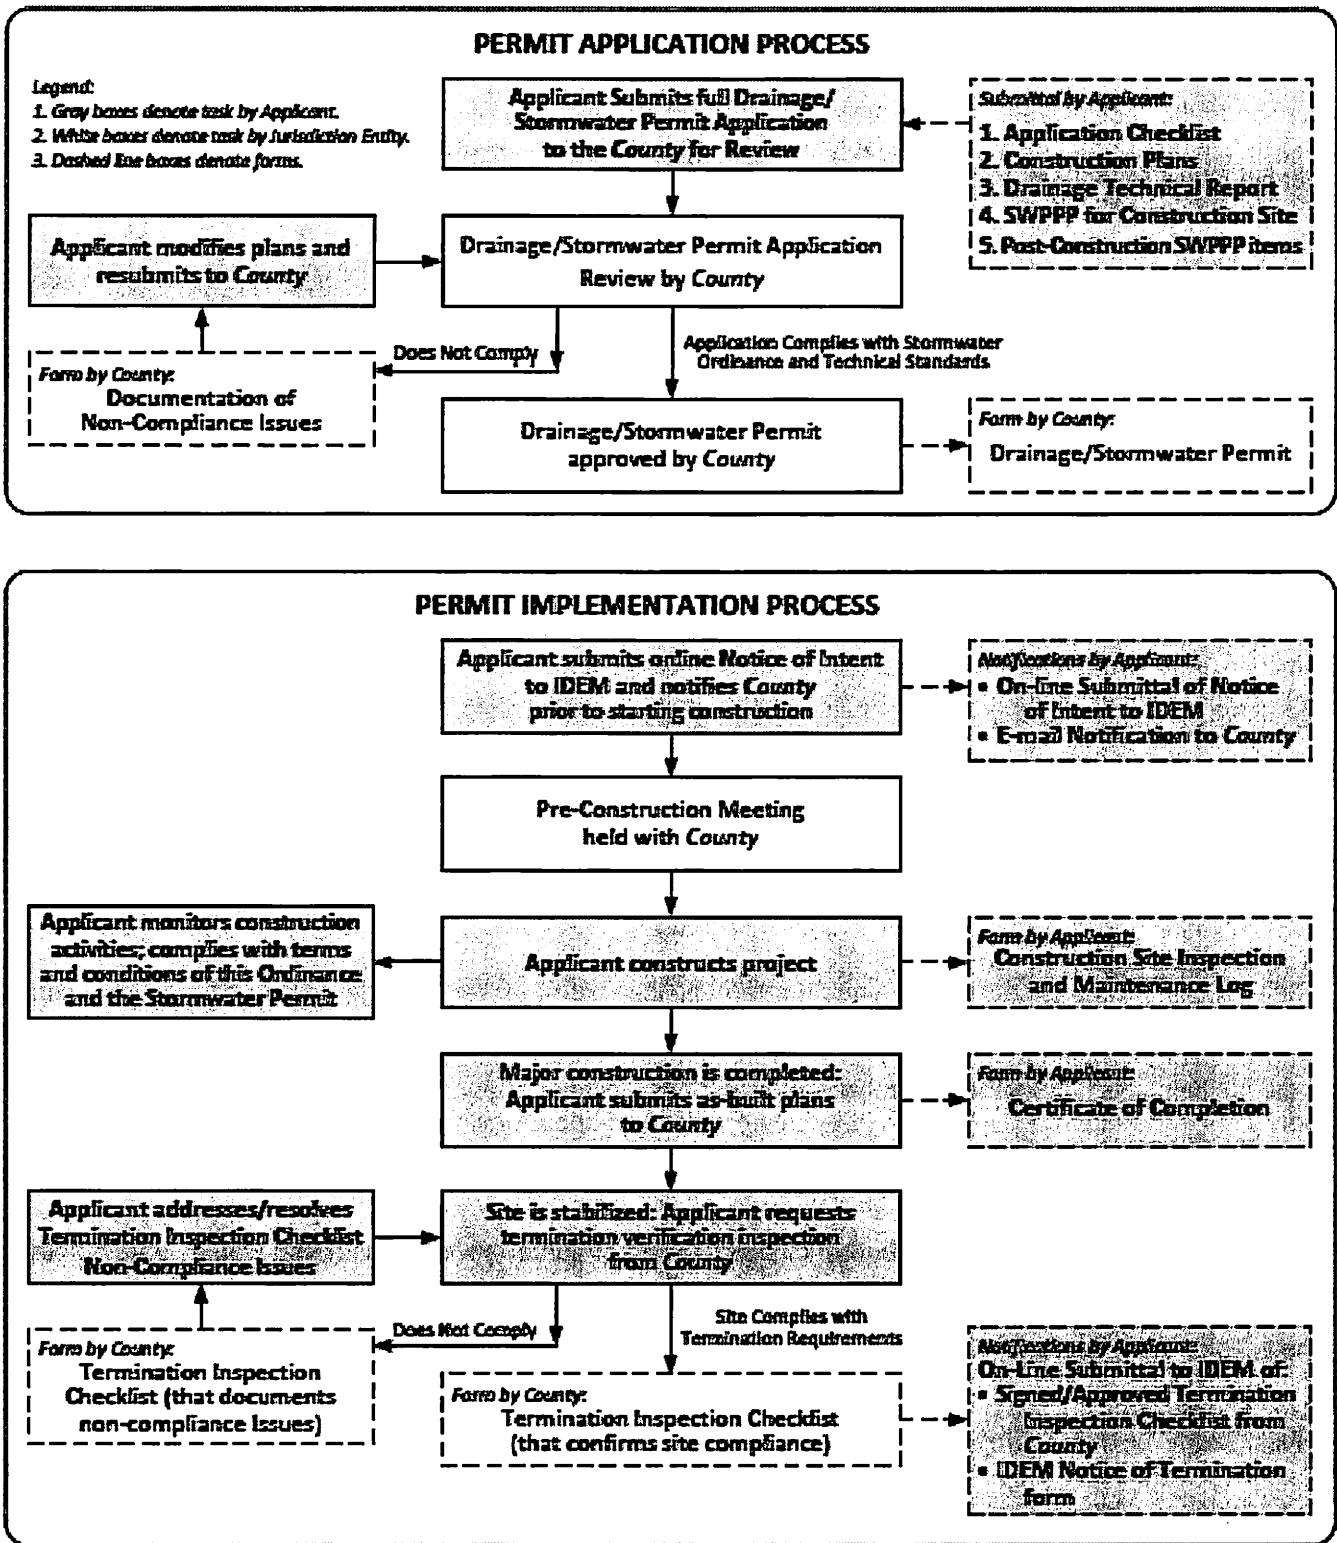 PERMIT APPLICATION PROCESS
Legend:
1. Gray boxes denote task by Applicant.
2. White boxes denote task by Jurisdiction Entity.
3. Dashed line boxes denote forms.
Applicant Submits full Drainage/
Stormwater Permit Application
to the County for Review
Submittal by Applicant:
1. Application Checklist
2. Construction Plans
3. Drainage Technical Report
4. SWPPP for Construction Site
5. Post-Construction SWPPP items
Applicant modifies plans and
resubmits to County
Drainage/Stormwater Permit Application
Review by County
Does Not Comply
Application Complies with Stormwater
Ordinance and Technical Standards
Form by County:
Documentation of
Non-Compliance Issues
Drainage/Stormwater Permit
approved by County
Form by County:
Drainage/Stormwater Permit
PERMIT IMPLEMENTATION PROCESS
Applicant submits online Notice of Intent
to IDEM and notifies County
prior to starting construction
Notifications by Applicant:
• On-line Submittal of Notice
of Intent to IDEM
• E-mail Notification to County
Pre-Construction Meeting
held with County
Applicant monitors construction
activities; complies with terms
and conditions of this Ordinance
and the Stormwater Permit
Applicant constructs project
Form by Applicant:
Construction Site Inspection
and Maintenance Log
Major construction is completed:
Applicant submits as-built plans
to County
Form by Applicant:
Certificate of Completion
Applicant addresses/resolves
Termination Inspection Checklist
Non-Compliance Issues
Site is stabilized: Applicant requests
termination verification inspection
from County
Does Not Comply
Site Complies with
Termination Requirements
Form by County:
Termination Inspection
Checklist (that documents
non-compliance Issues)
Form by County:
Termination Inspection Checklist
(that confirms site compliance)
Notifications by Applicant:
On-Line Submittal to IDEM of:
• Signed/Approved Termination
Inspection Checklist from
County
• IDEM Notice of Termination
form